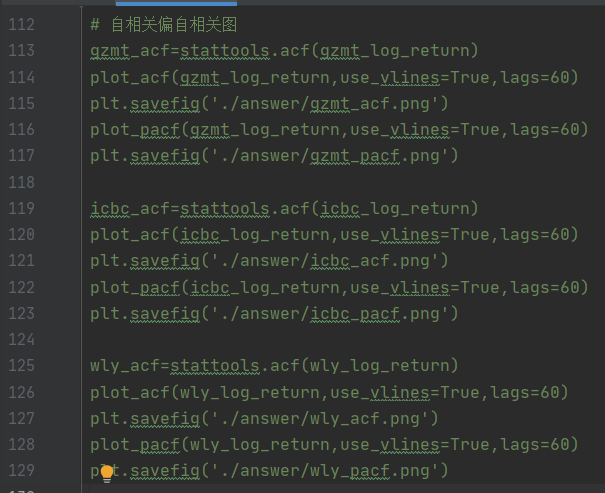 112 # 自相关偏自相关图
113 gzmt_acf=stattools.acf(gzmt_log_return)
114 plot_acf(gzmt_log_return,use_vlines=True,lags=60)
115 plt.savefig('./answer/gzmt_acf.png')
116 plot_pacf(gzmt_log_return,use_vlines=True,lags=60)
117 plt.savefig('./answer/gzmt_pacf.png')
118
119 icbc_acf=stattools.acf(icbc_log_return)
120 plot_acf(icbc_log_return,use_vlines=True,lags=60)
121 plt.savefig('./answer/icbc_acf.png')
122 plot_pacf(icbc_log_return,use_vlines=True,lags=60)
123 plt.savefig('./answer/icbc_pacf.png')
124
125 wly_acf=stattools.acf(wly_log_return)
126 plot_acf(wly_log_return,use_vlines=True,lags=60)
127 plt.savefig('./answer/wly_acf.png')
128 plot_pacf(wly_log_return,use_vlines=True,lags=60)
129 plt.savefig('./answer/wly_pacf.png')